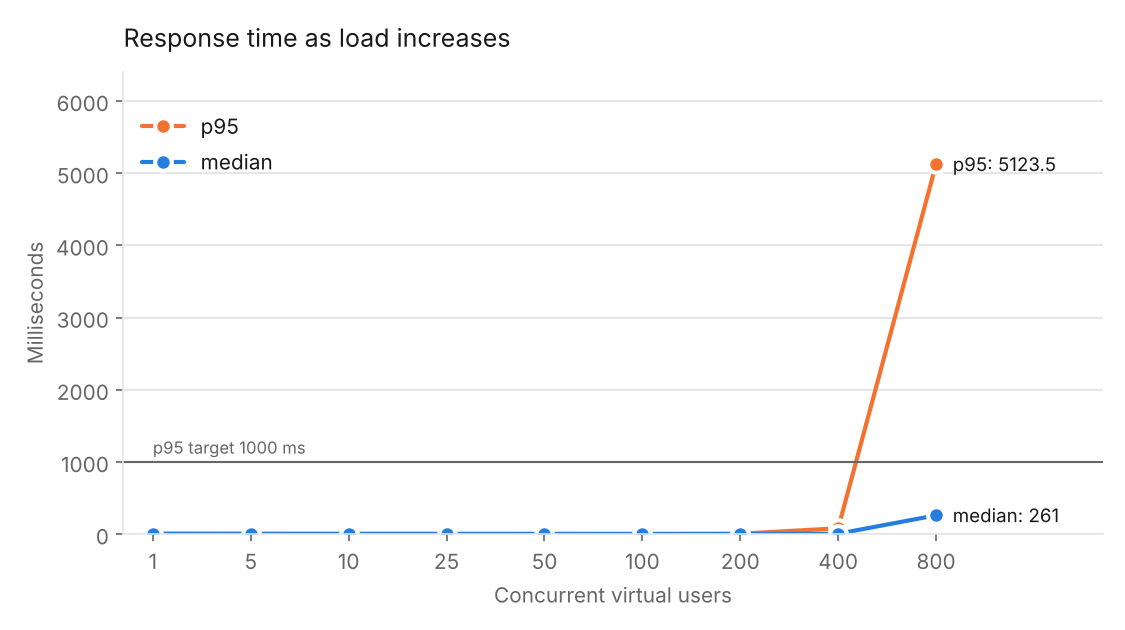 Response time as load increases
6000
5000
4000
3000
2000
1000
0
Milliseconds
p95
median
p95: 5123.5
p95 target 1000 ms
median: 261
1 5 10 25 50 100 200 400 800
Concurrent virtual users